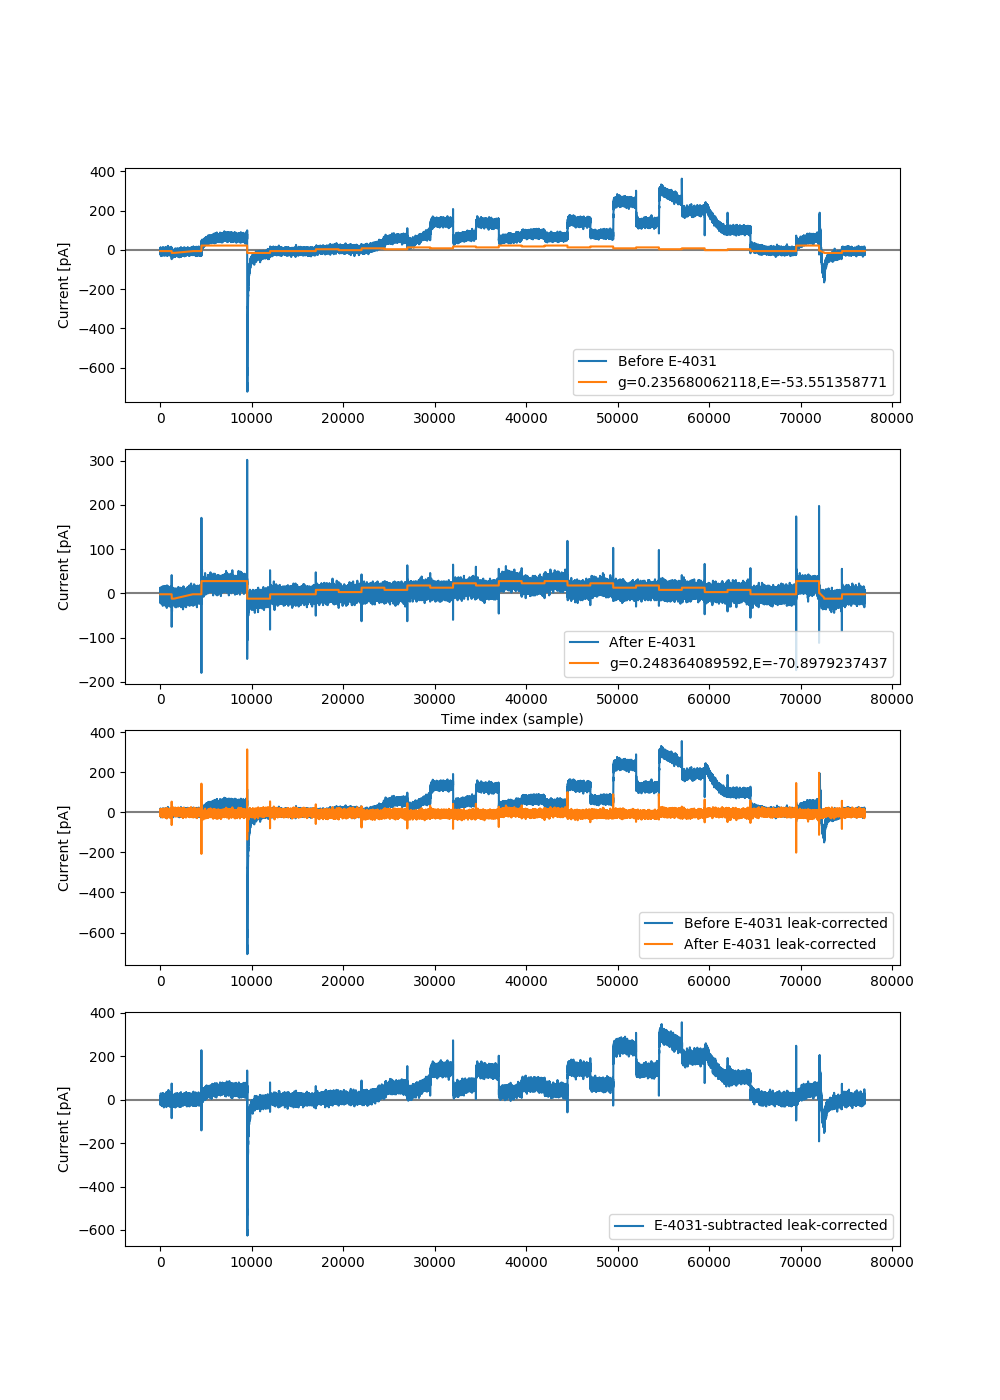 400
200
0
−200
−400
−600
Current [pA]
Before E-4031
g=0.235680062118,E=-53.551358771
0 10000 20000 30000 40000 50000 60000 70000 80000
300
200
100
0
−100
−200
Current [pA]
After E-4031
g=0.248364089592,E=-70.8979237437
0 10000 20000 30000 40000 50000 60000 70000 80000
Time index (sample)
400
200
0
−200
−400
−600
Current [pA]
Before E-4031 leak-corrected
After E-4031 leak-corrected
0 10000 20000 30000 40000 50000 60000 70000 80000
400
200
0
−200
−400
−600
Current [pA]
E-4031-subtracted leak-corrected
0 10000 20000 30000 40000 50000 60000 70000 80000